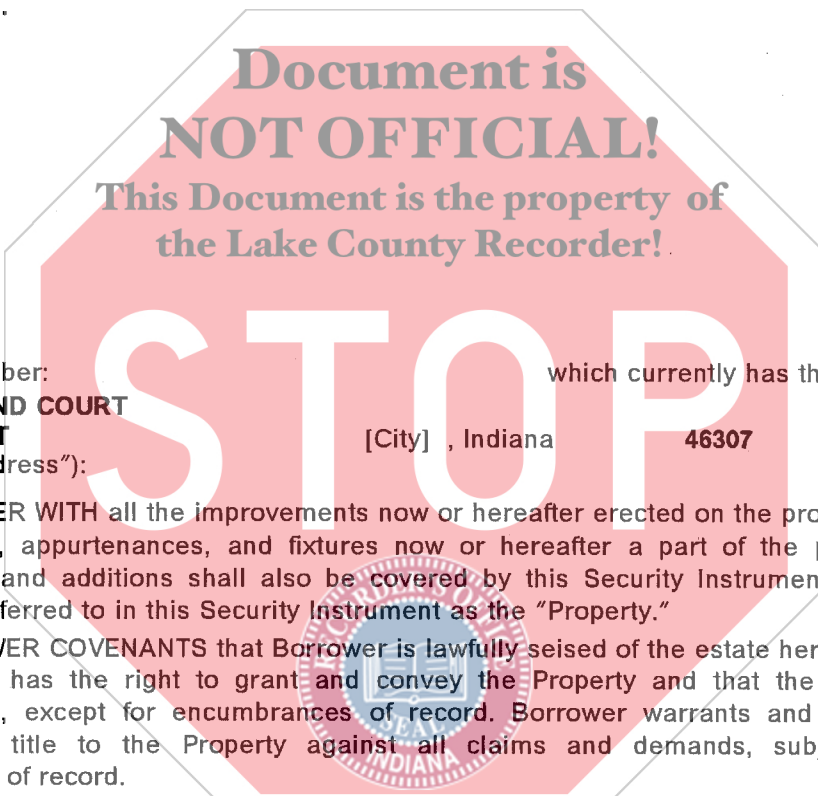 Document is
NOT OFFICIAL!
This Document is the property of
the Lake County Recorder!
STOP
ber: which currently has th
ND COURT
T [City] , Indiana 46307
dress"):
ER WITH all the improvements now or hereafter erected on the pro
, appurtenances, and fixtures now or hereafter a part of the p
and additions shall also be covered by this Security Instrumen
ferred to in this Security Instrument as the "Property."
VER COVENANTS that Borrower is lawfully seised of the estate her
has the right to grant and convey the Property and that the
, except for encumbrances of record. Borrower warrants and
title to the Property against all claims and demands, sub
of record.
RECORDER'S OFFICE
SEAL
INDIANA